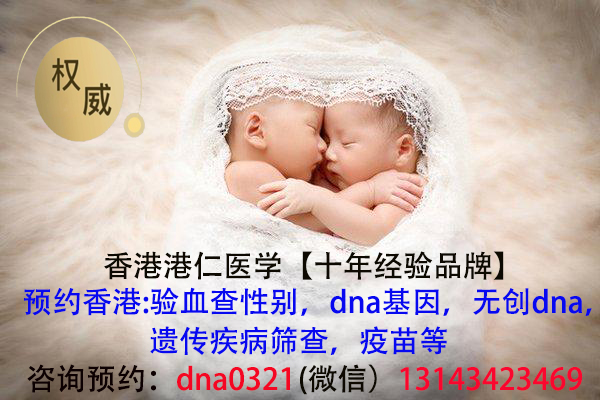 权威
香港港仁医学【十年经验品牌】
预约香港:验血查性别，dna基因，无创dna，
遗传疾病筛查，疫苗等
咨询预约：dna0321(微信）13143423469